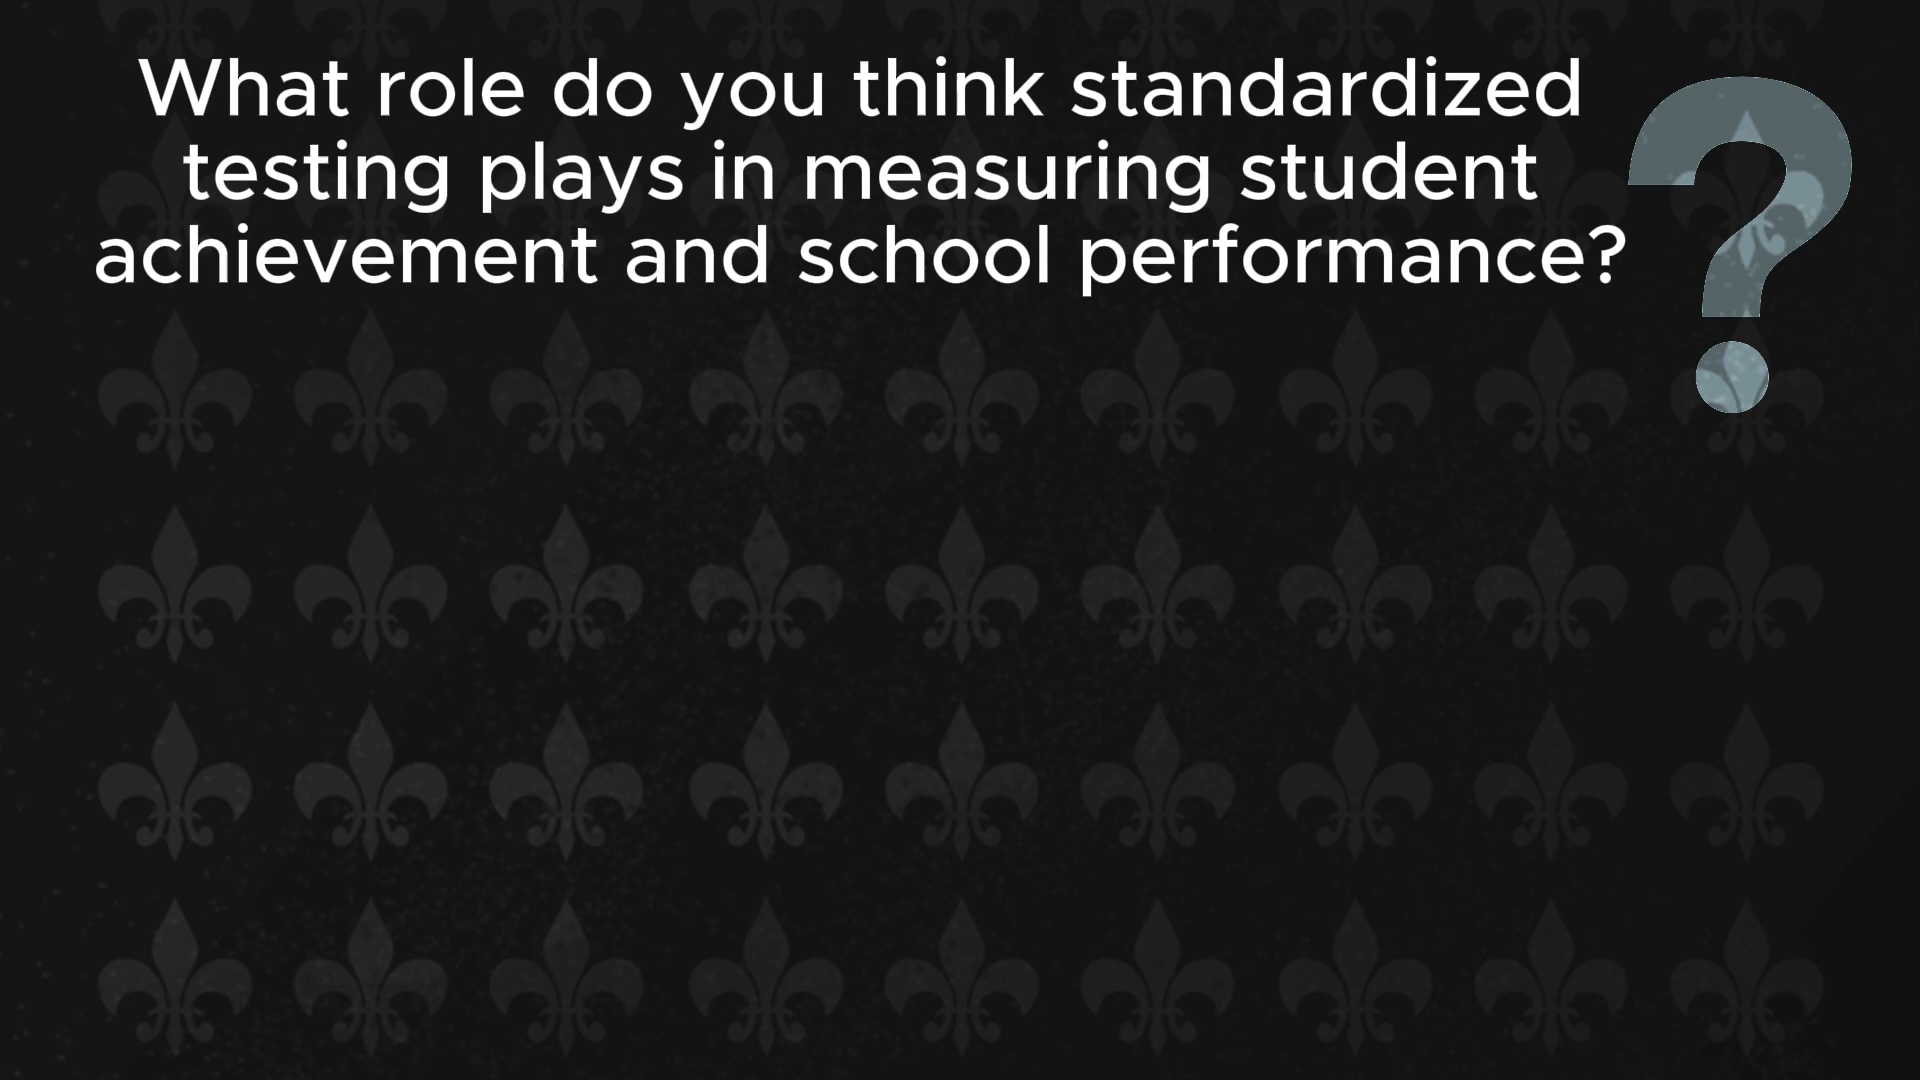 What role do you think standardized
testing plays in measuring student
achievement and school performance?
?